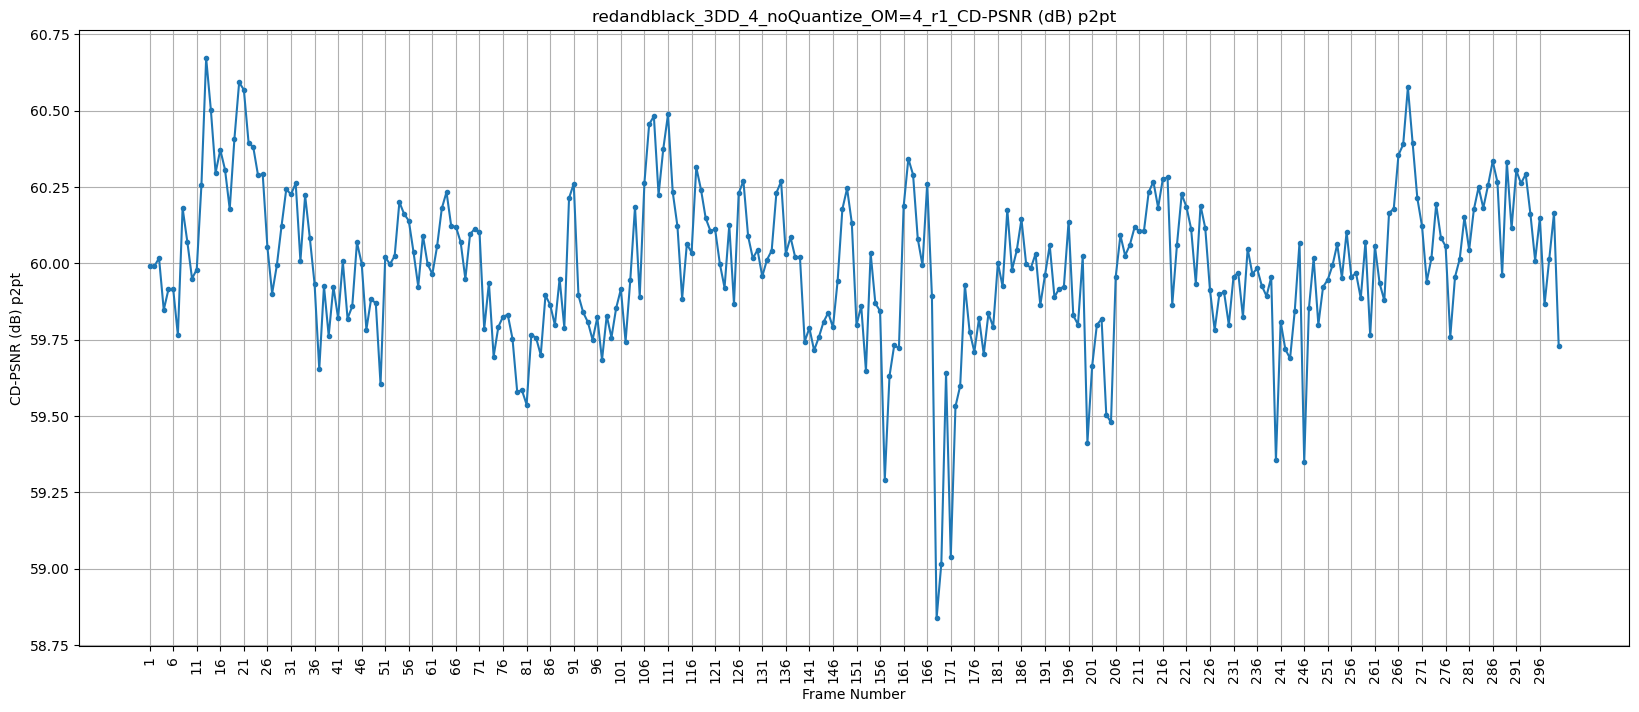 redandblack_3DD_4_noQuantize_OM=4_r1_CD-PSNR (dB) p2pt
CD-PSNR (dB) p2pt
60.75
60.50
60.25
60.00
59.75
59.50
59.25
59.00
58.75
1 6 11 16 21 26 31 36 41 46 51 56 61 66 71 76 81 86 91 96 101 106 111 116 121 126 131 136 141 146 151 156 161 166 171 176 181 186 191 196 201 206 211 216 221 226 231 236 241 246 251 256 261 266 271 276 281 286 291 296
Frame Number